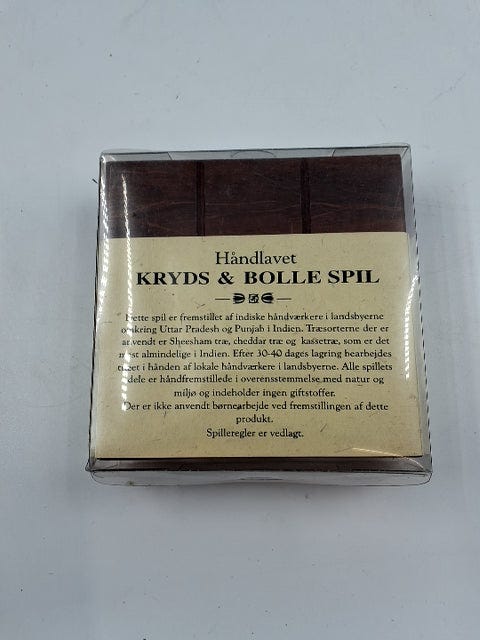 Håndlavet
KRYDS & BOLLE SPIL
Dette spil er fremstillet af indiske håndværkere i landsbyerne
omkring Uttar Pradesh og Punjab i Indien. Træsorterne der er
anvendt er Sheesham træ, cheddar træ og kassetræ, som er det
mest almindelige i Indien. Efter 30-40 dages lagring bearbejdes
træet i hånden af lokale håndværkere i landsbyerne. Alle spillets
dele er håndfremstillede i overensstemmelse med natur og
miljø og indeholder ingen giftstoffer.
Der er ikke anvendt børnearbejde ved fremstillingen af dette
produkt.
Spilleregler er vedlagt.